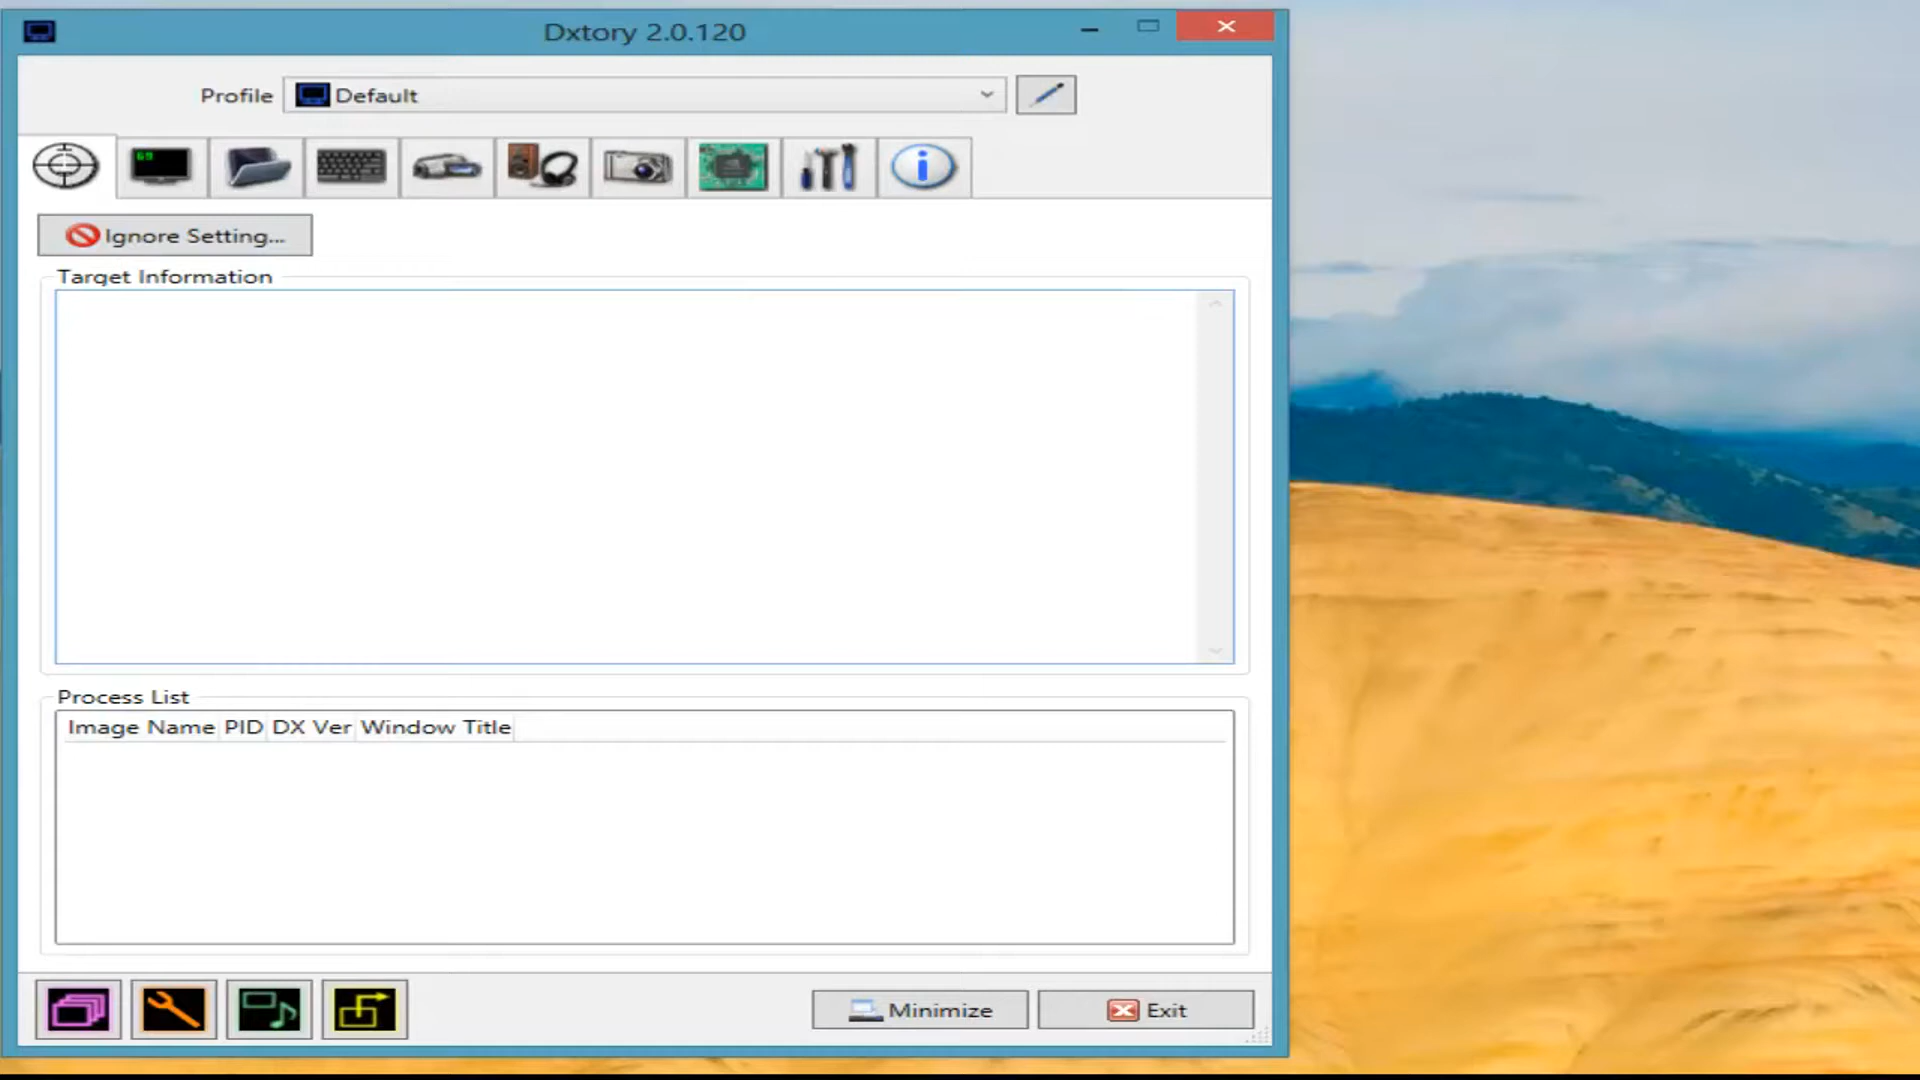 Dxtory 2.0.120
Profile Default
69
Ignore Setting...
Target Information
Process List
Image Name PID DX Ver Window Title
Minimize Exit